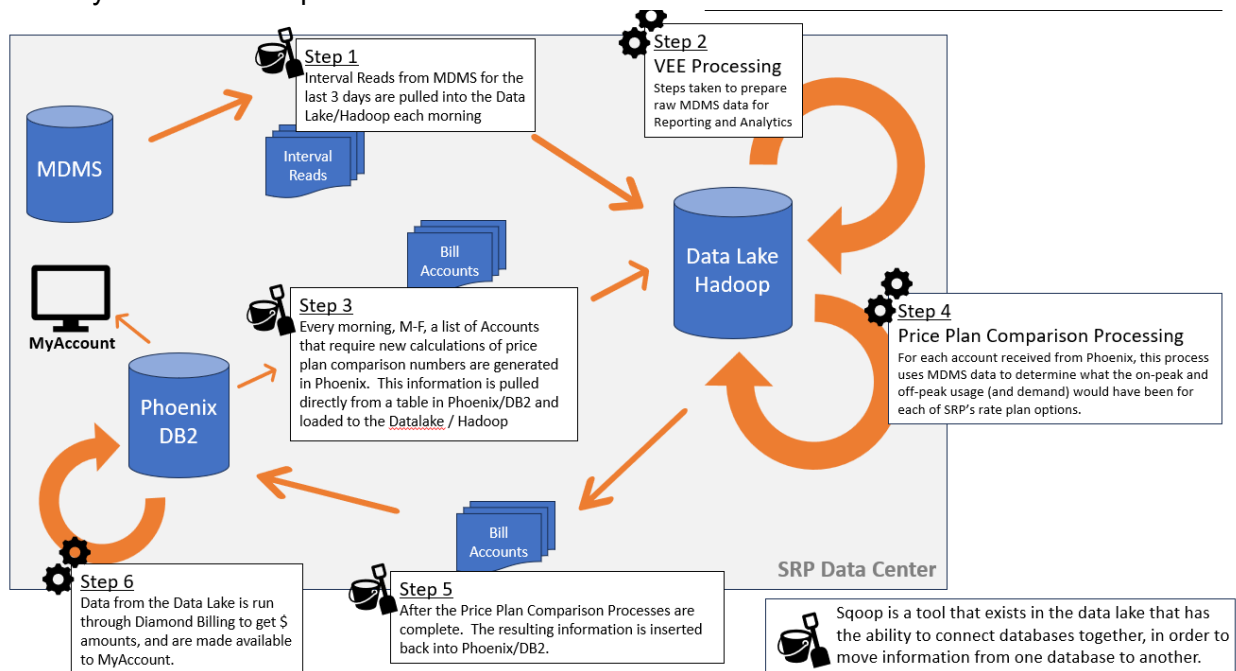 Step 1
Interval Reads from MDMS for the
last 3 days are pulled into the Data
Lake/Hadoop each morning
Step 2
VEE Processing
Steps taken to prepare
raw MDMS data for
Reporting and Analytics
MDMS
Interval
Reads
Bill
Accounts
Data Lake
Hadoop
MyAccount
Step 3
Every morning, M-F, a list of Accounts
that require new calculations of price
plan comparison numbers are generated
in Phoenix.  This information is pulled
directly from a table in Phoenix/DB2 and
loaded to the Datalake / Hadoop
Step 4
Price Plan Comparison Processing
For each account received from Phoenix, this process
uses MDMS data to determine what the on-peak and
off-peak usage (and demand) would have been for
each of SRP's rate plan options.
Phoenix
DB2
Bill
Accounts
SRP Data Center
Step 6
Data from the Data Lake is run
through Diamond Billing to get $
amounts, and are made available
to MyAccount.
Step 5
After the Price Plan Comparison Processes are
complete.  The resulting information is inserted
back into Phoenix/DB2.
Sqoop is a tool that exists in the data lake that has
the ability to connect databases together, in order to
move information from one database to another.